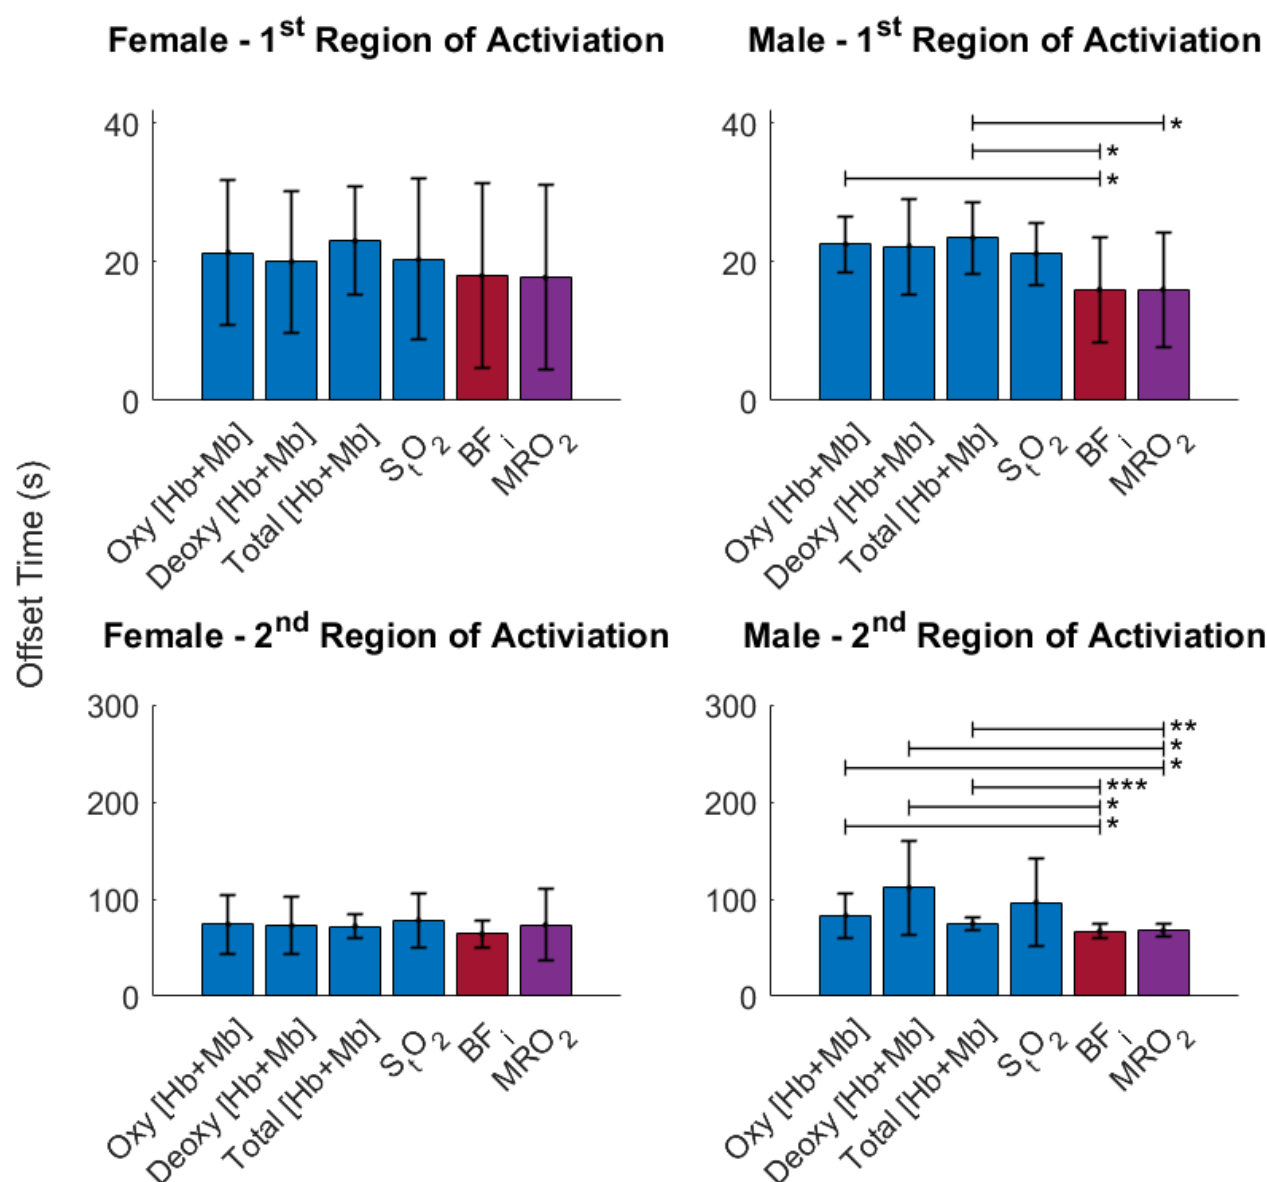 Female - 1st Region of Activiation
40
20
0
Oxy [Hb+Mb]
Deoxy [Hb+Mb]
Total [Hb+Mb]
StO2
BFi
MRO2
Male - 1st Region of Activiation
40
20
0
*
*
*
Oxy [Hb+Mb]
Deoxy [Hb+Mb]
Total [Hb+Mb]
StO2
BFi
MRO2
Offset Time (s)
Female - 2nd Region of Activiation
300
200
100
0
Oxy [Hb+Mb]
Deoxy [Hb+Mb]
Total [Hb+Mb]
StO2
BFi
MRO2
Male - 2nd Region of Activiation
300
200
100
0
**
*
*
***
*
*
Oxy [Hb+Mb]
Deoxy [Hb+Mb]
Total [Hb+Mb]
StO2
BFi
MRO2